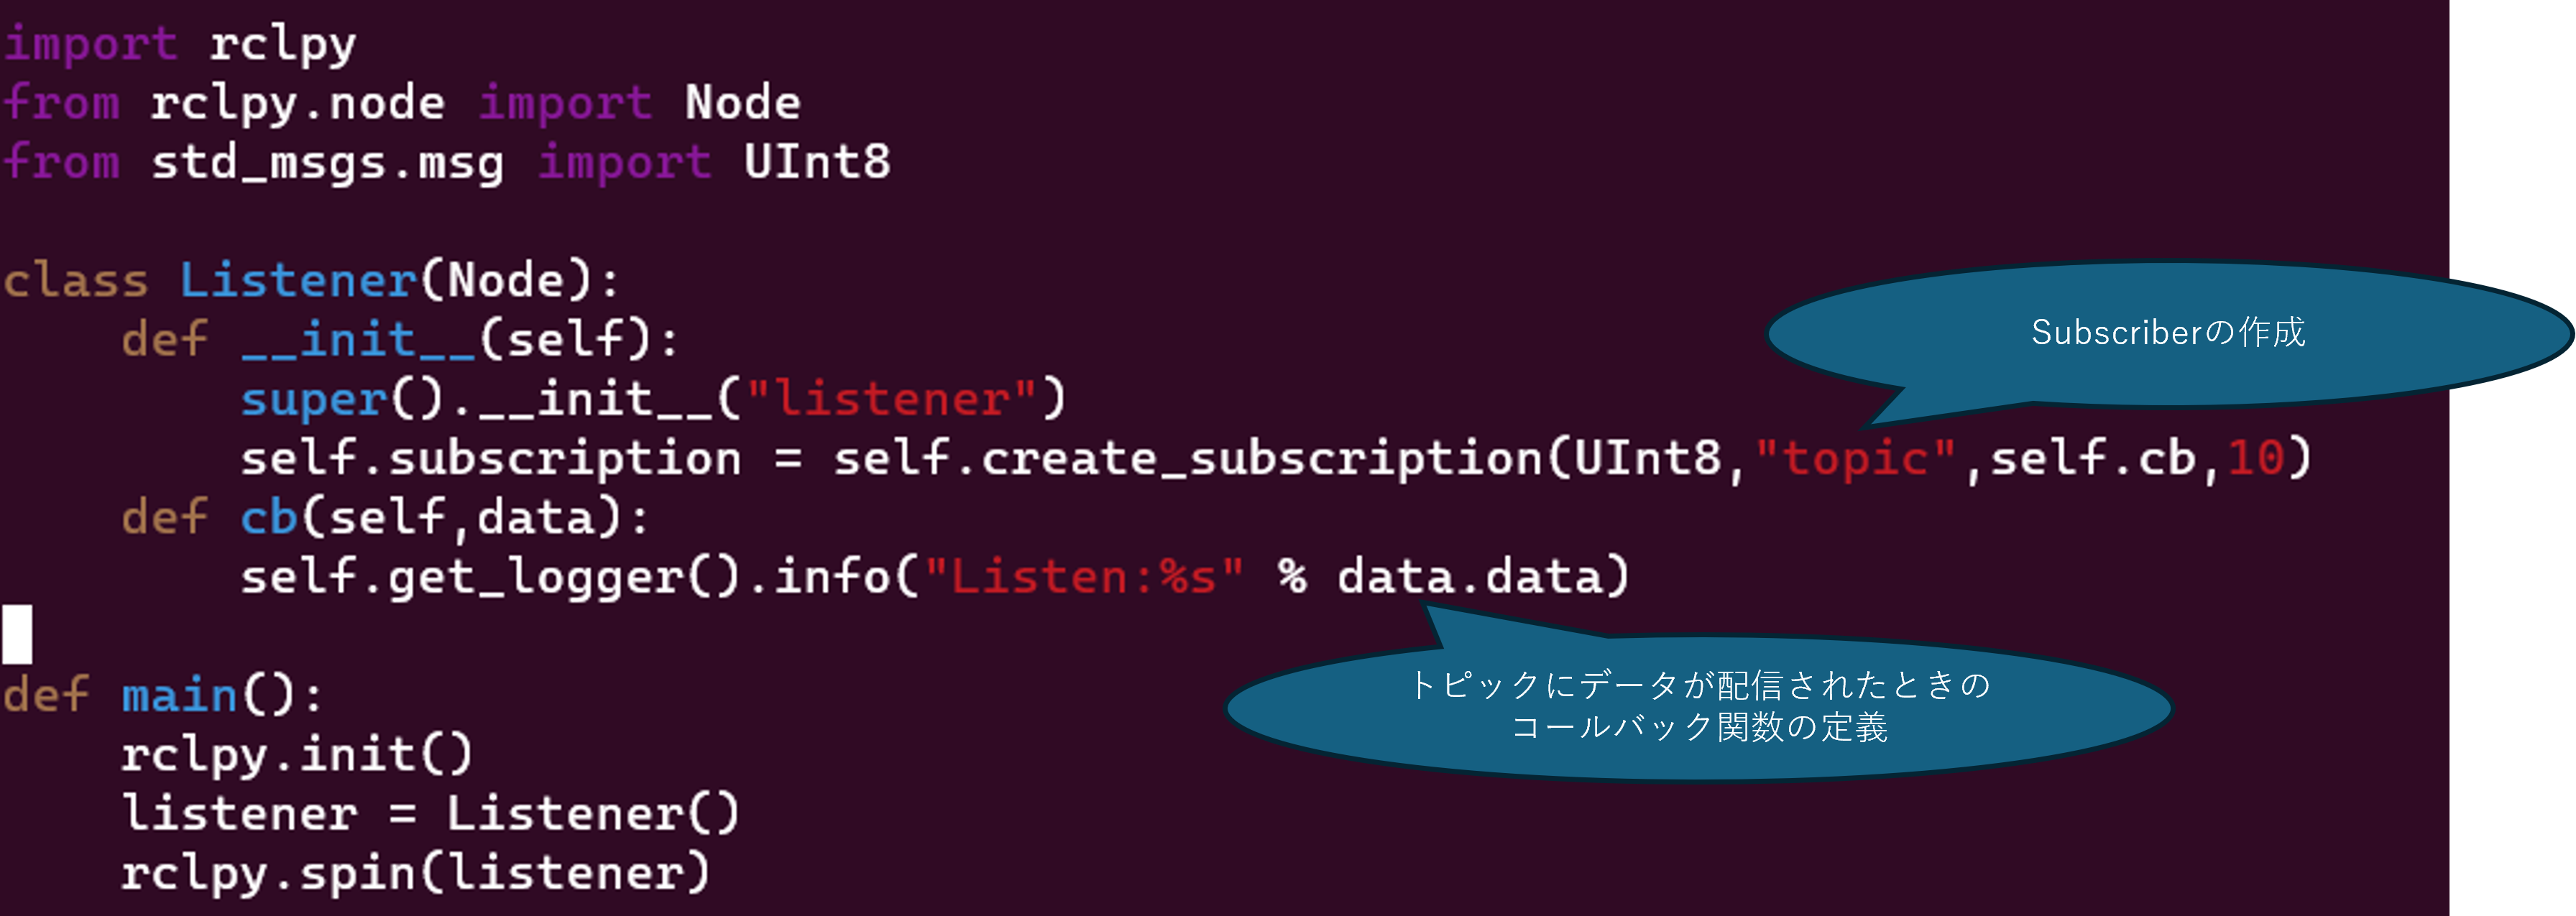 import rclpy
from rclpy.node import Node
from std_msgs.msg import UInt8
class Listener(Node):
    def __init__(self):
        super().__init__("listener")
        self.subscription = self.create_subscription(UInt8,"topic",self.cb,10)
    def cb(self,data):
        self.get_logger().info("Listen:%s" % data.data)
def main():
    rclpy.init()
    listener = Listener()
    rclpy.spin(listener)
Subscriberの作成
トピックにデータが配信されたときの
コールバック関数の定義